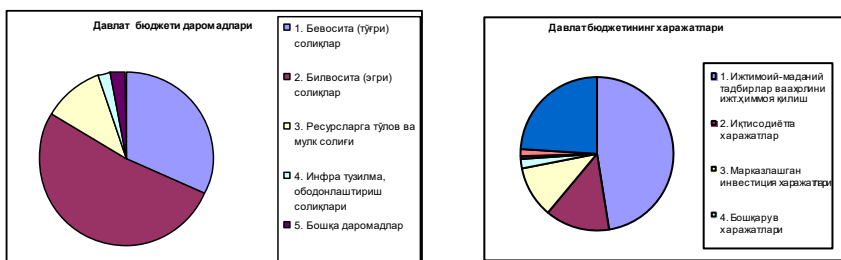 Давлат бюджети даромадлари
1. Бевосита (тўғри)
солиқлар
2. Билвосита (эгри)
солиқлар
3. Ресурсларга тўлов ва
мулк солиғи
4. Инфра тузилма,
ободонлаштириш
солиқлари
5. Бошқа даромадлар
Давлат бюджетининг харажатлари
1. Ижтимоий-маданий
тадбирлар ва аҳолини
ижт.ҳиммоя қилиш
2. Иқтисодиётга
харажатлар
3. Марказлашган
инвестиция харажатлари
4. Бошқарув
харажатлари